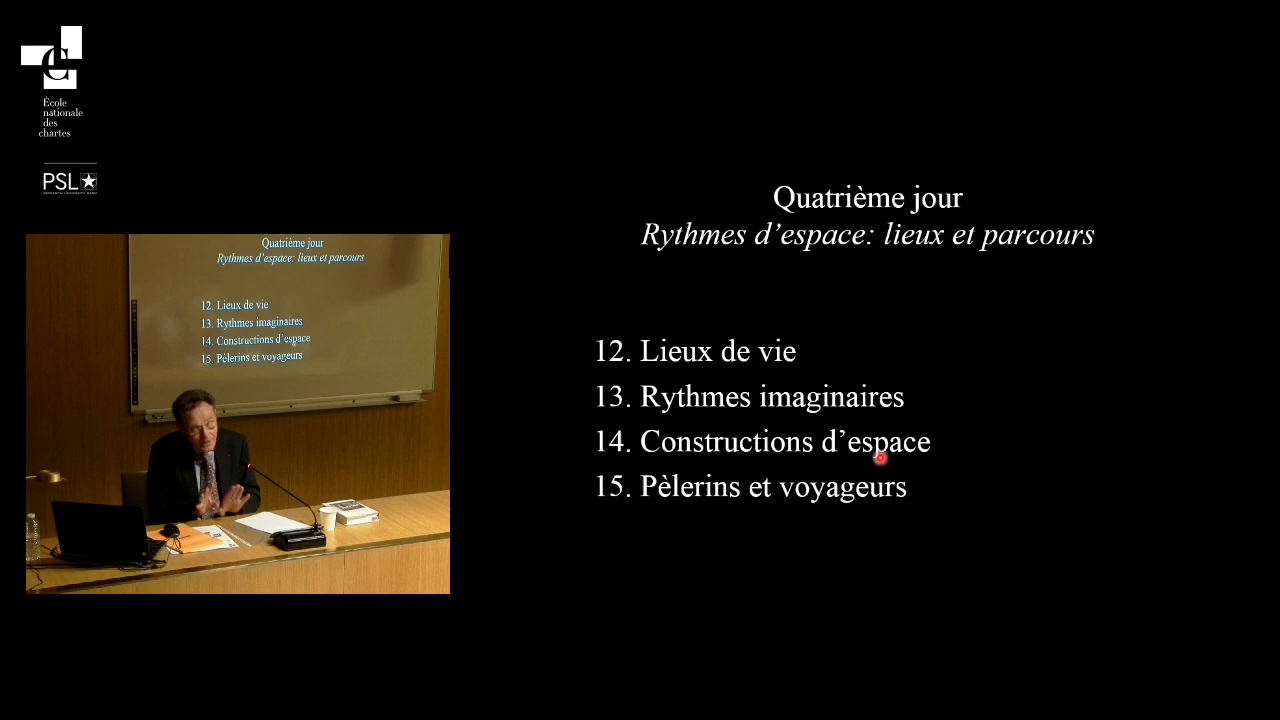 École
nationale
des
chartes
PSL
Quatrième jour
Rythmes d'espace: lieux et parcours
12. Lieux de vie
13. Rythmes imaginaires
14. Constructions d'espace
15. Pèlerins et voyageurs
Quatrième jour
Rythmes d'espace: lieux et parcours
12. Lieux de vie
13. Rythmes imaginaires
14. Constructions d'espace
15. Pèlerins et voyageurs